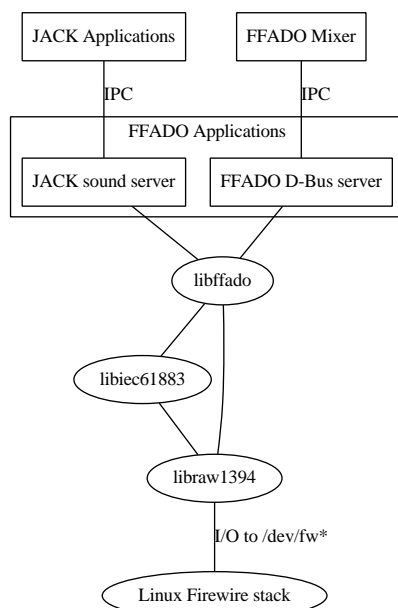 JACK Applications
FFADO Mixer
IPC
IPC
FFADO Applications
JACK sound server
FFADO D-Bus server
libffado
libiec61883
libraw1394
I/O to /dev/fw*
Linux Firewire stack